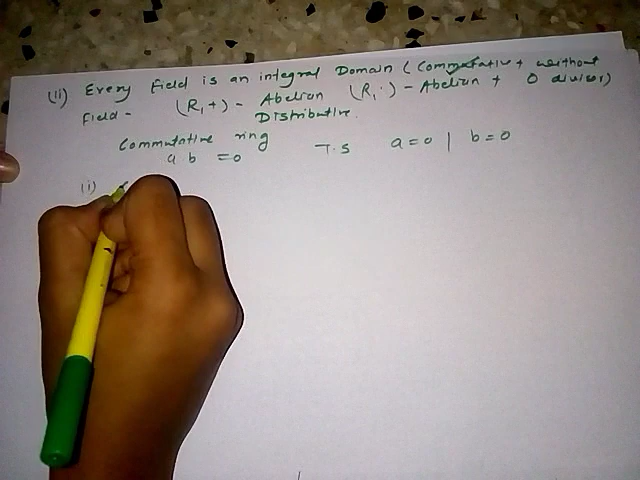 (ii) Every Field is an integral Domain (Commutativ + without
Field - (R,+) - Abelian (R,·) - Abelian + 0 divisor)
Distributive.
Commutative ring
a b = 0 T.S a = 0 | b = 0
(i)